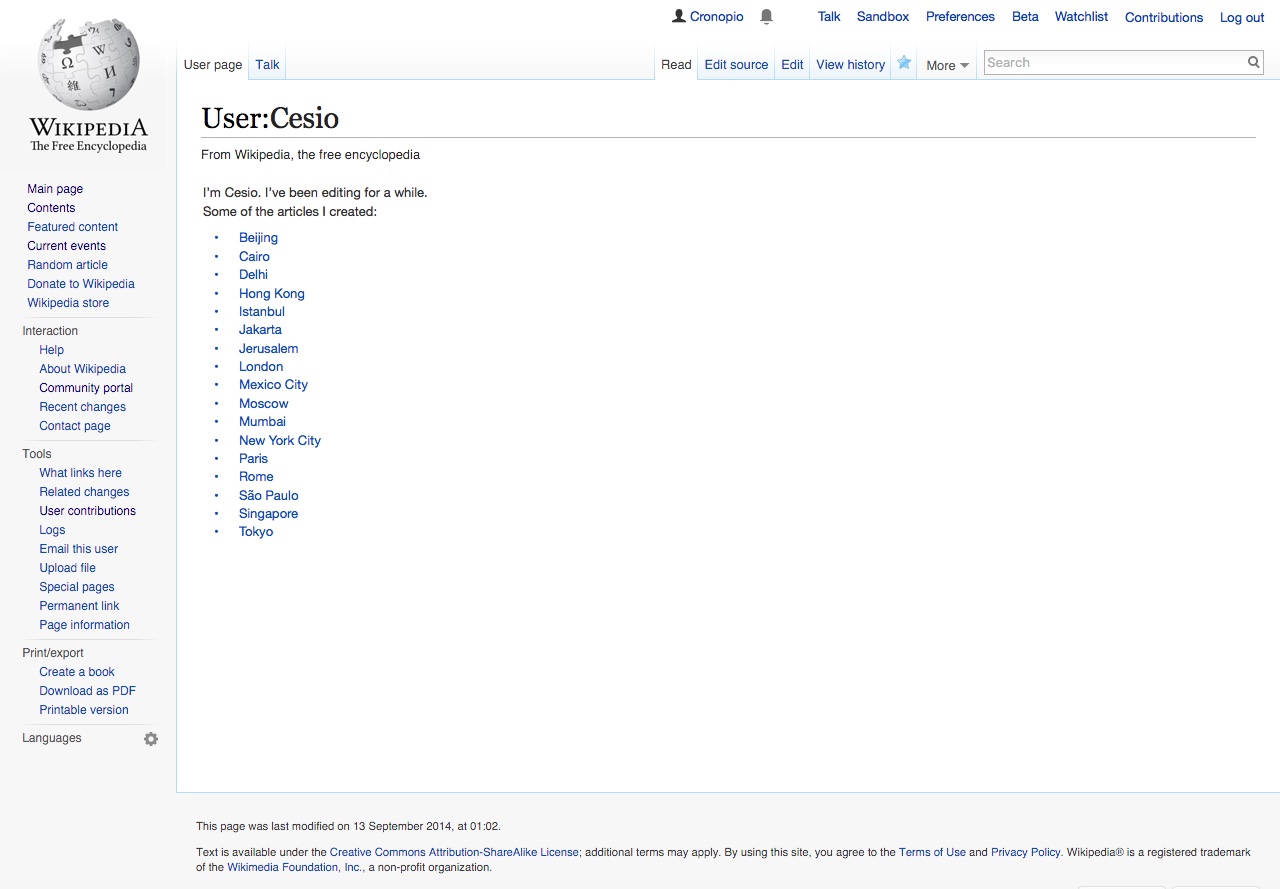 Cronopio Talk Sandbox Preferences Beta Watchlist Contributions Log out
User page Talk Read Edit source Edit View history More Search
WIKIPEDIA
The Free Encyclopedia
Main page
Contents
Featured content
Current events
Random article
Donate to Wikipedia
Wikipedia store
Interaction
Help
About Wikipedia
Community portal
Recent changes
Contact page
Tools
What links here
Related changes
User contributions
Logs
Email this user
Upload file
Special pages
Permanent link
Page information
Print/export
Create a book
Download as PDF
Printable version
Languages
User:Cesio
From Wikipedia, the free encyclopedia
I'm Cesio. I've been editing for a while.
Some of the articles I created:
• Beijing
• Cairo
• Delhi
• Hong Kong
• Istanbul
• Jakarta
• Jerusalem
• London
• Mexico City
• Moscow
• Mumbai
• New York City
• Paris
• Rome
• São Paulo
• Singapore
• Tokyo
This page was last modified on 13 September 2014, at 01:02.
Text is available under the Creative Commons Attribution-ShareAlike License; additional terms may apply. By using this site, you agree to the Terms of Use and Privacy Policy. Wikipedia® is a registered trademark
of the Wikimedia Foundation, Inc., a non-profit organization.